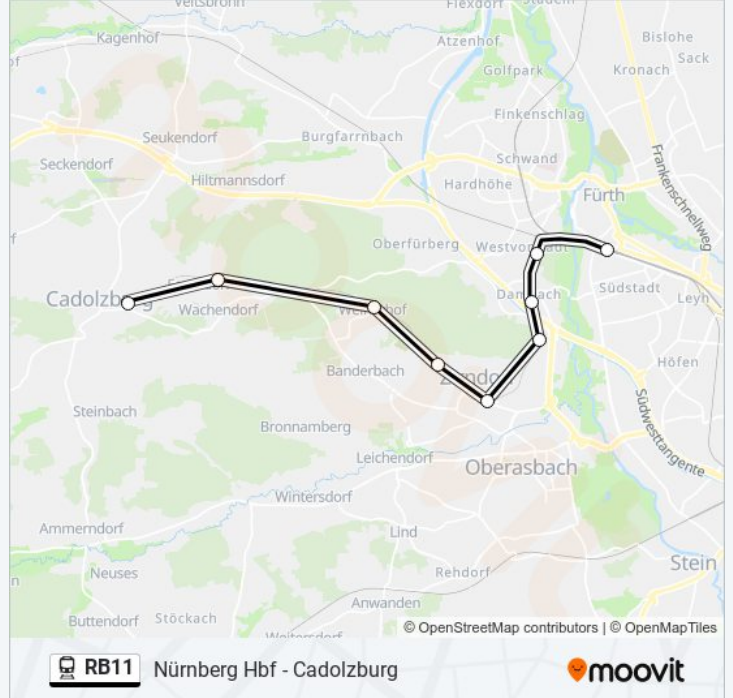 Veitsbronn
Flexdorf
Stadeln
Kagenhof
Atzenhof
Bislohe
Sack
Golfpark
Kronach
Finkenschlag
Seukendorf
Burgfarrnbach
Seckendorf
Schwand
Frankenschnellweg
Hiltmannsdorf
Hardhöhe
Fürth
Oberfürberg
Westvorstadt
Cadolzburg
Wachendorf
Dambach
Südstadt
Leyh
Banderbach
Zirndorf
Höfen
Steinbach
Südwesttangente
Bronnamberg
Leichendorf
Oberasbach
Wintersdorf
Ammerndorf
Lind
Neuses
Rehdorf
Stein
Anwanden
Buttendorf
Stöckach
Weitersdorf
© OpenStreetMap contributors | © OpenMapTiles
RB11 Nürnberg Hbf - Cadolzburg
moovit